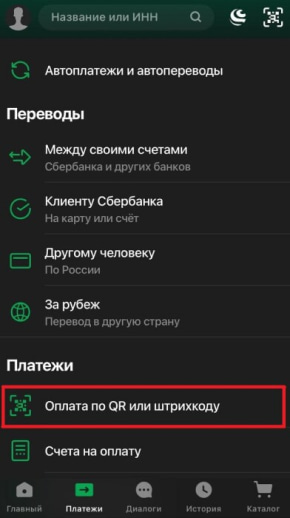 Название или ИНН
Автоплатежи и автопереводы
Переводы
Между своими счетами
Сбербанка и других банков
Клиенту Сбербанка
На карту или счёт
Другому человеку
По России
За рубеж
Перевод в другую страну
Платежи
Оплата по QR или штрихкоду
Счета на оплату
Главный Платежи Диалоги История Каталог